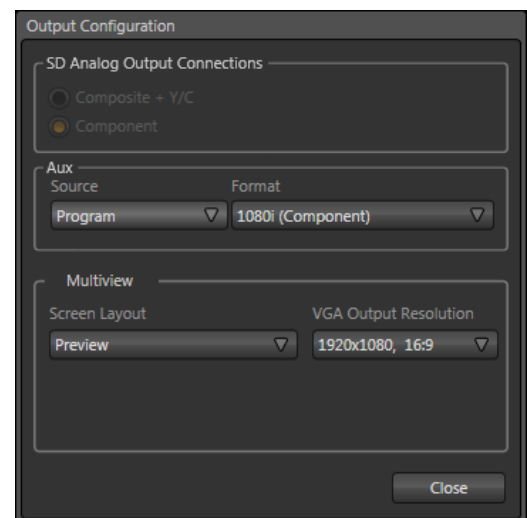 Output Configuration
SD Analog Output Connections
Composite + Y/C
Component
Aux
Source Format
Program 1080i (Component)
Multiview
Screen Layout VGA Output Resolution
Preview 1920x1080, 16:9
Close